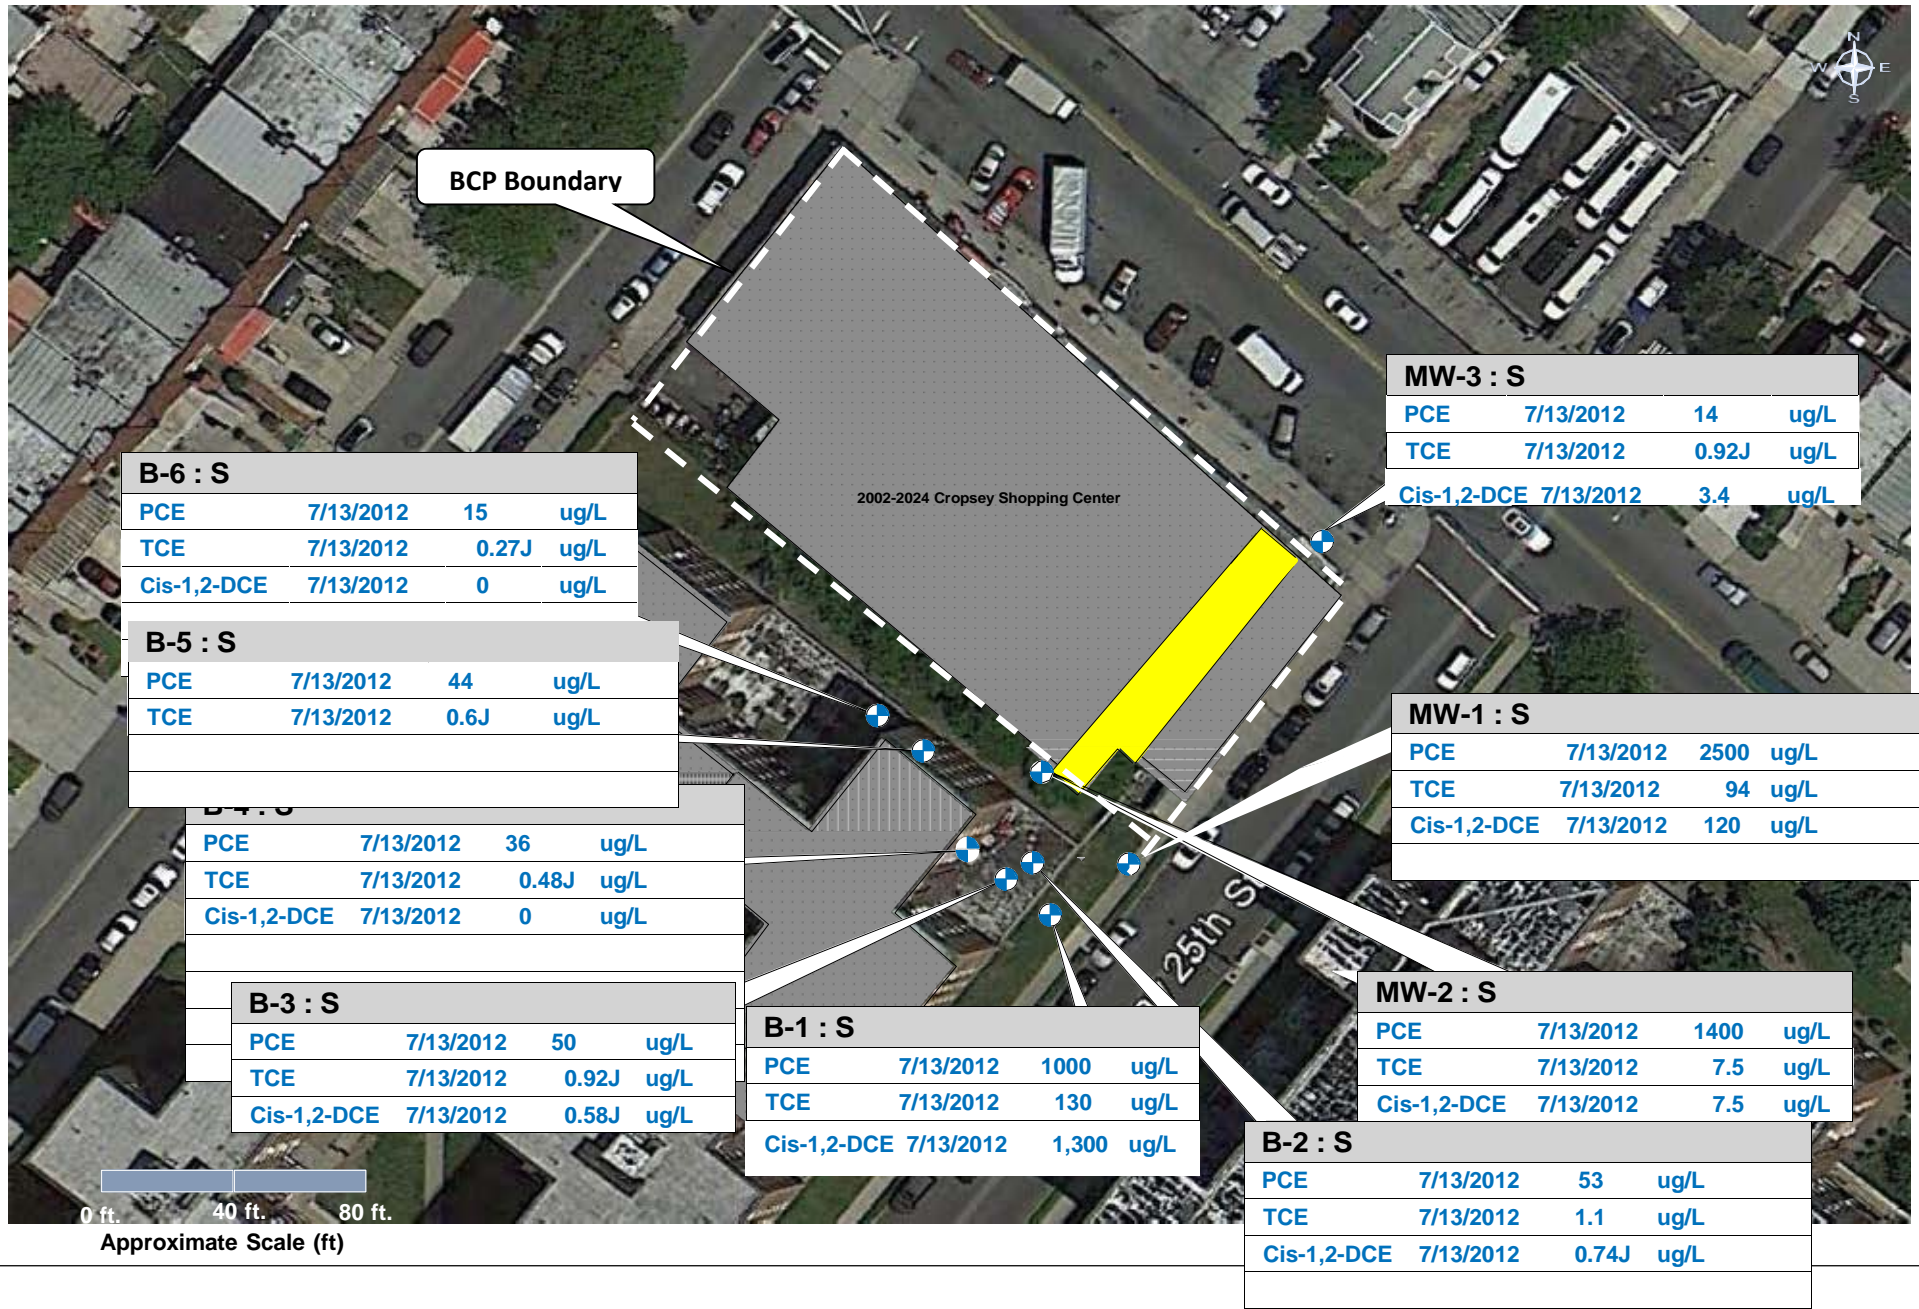 N
W E
S
BCP Boundary
2002-2024 Cropsey Shopping Center
MW-3 : S
PCE 7/13/2012 14 ug/L
TCE 7/13/2012 0.92J ug/L
Cis-1,2-DCE 7/13/2012 3.4 ug/L
B-6 : S
PCE 7/13/2012 15 ug/L
TCE 7/13/2012 0.27J ug/L
Cis-1,2-DCE 7/13/2012 0 ug/L
B-5 : S
PCE 7/13/2012 44 ug/L
TCE 7/13/2012 0.6J ug/L
MW-1 : S
PCE 7/13/2012 2500 ug/L
TCE 7/13/2012 94 ug/L
Cis-1,2-DCE 7/13/2012 120 ug/L
B-4 : S
PCE 7/13/2012 36 ug/L
TCE 7/13/2012 0.48J ug/L
Cis-1,2-DCE 7/13/2012 0 ug/L
25th S
B-3 : S
PCE 7/13/2012 50 ug/L
TCE 7/13/2012 0.92J ug/L
Cis-1,2-DCE 7/13/2012 0.58J ug/L
B-1 : S
PCE 7/13/2012 1000 ug/L
TCE 7/13/2012 130 ug/L
Cis-1,2-DCE 7/13/2012 1,300 ug/L
MW-2 : S
PCE 7/13/2012 1400 ug/L
TCE 7/13/2012 7.5 ug/L
Cis-1,2-DCE 7/13/2012 7.5 ug/L
B-2 : S
PCE 7/13/2012 53 ug/L
TCE 7/13/2012 1.1 ug/L
Cis-1,2-DCE 7/13/2012 0.74J ug/L
0 ft. 40 ft. 80 ft.
Approximate Scale (ft)